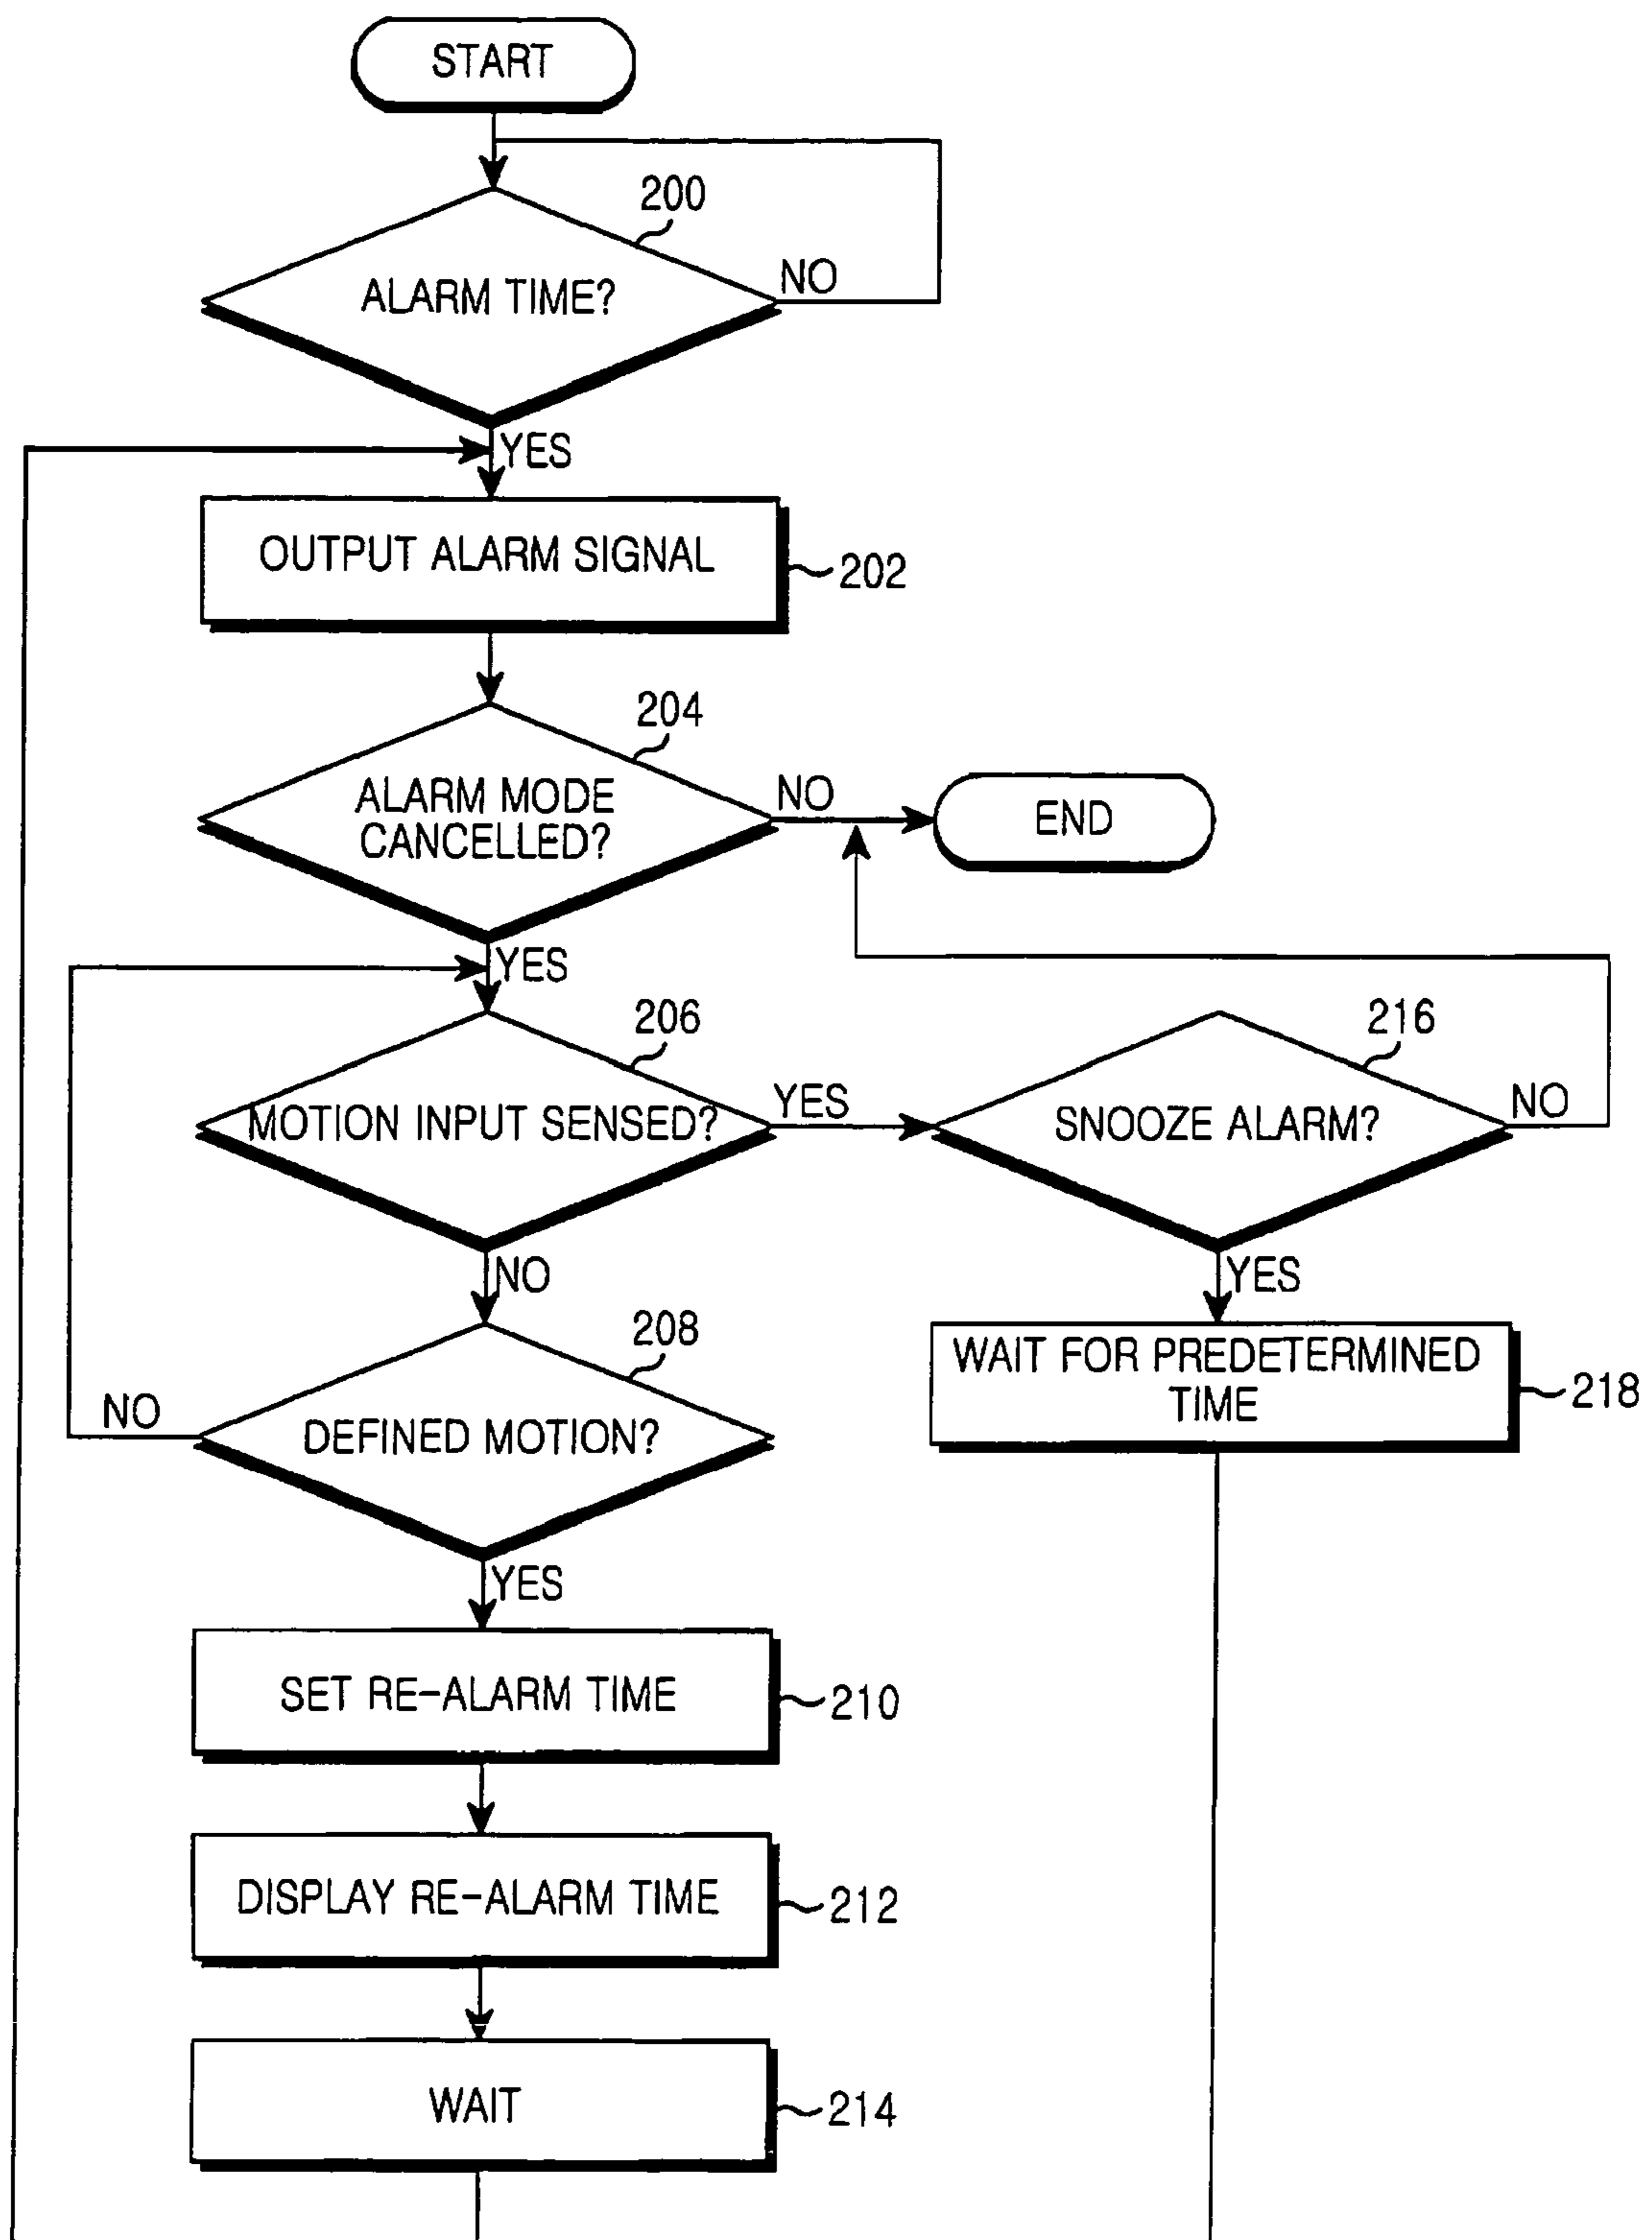 START
200
ALARM TIME?
NO
YES
OUTPUT ALARM SIGNAL
202
204
ALARM MODE
CANCELLED?
NO
END
YES
206
MOTION INPUT SENSED?
YES
216
SNOOZE ALARM?
NO
NO
YES
208
DEFINED MOTION?
NO
WAIT FOR PREDETERMINED
TIME
218
YES
SET RE-ALARM TIME
210
DISPLAY RE-ALARM TIME
212
WAIT
214